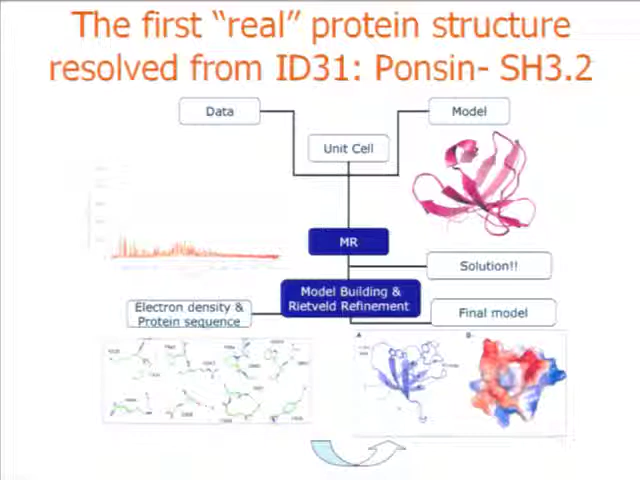 The first “real” protein structure
resolved from ID31: Ponsin- SH3.2
Data
Model
Unit Cell
MR
Solution!!
Model Building &
Rietveld Refinement
Electron density &
Protein sequence
Final model
A
B